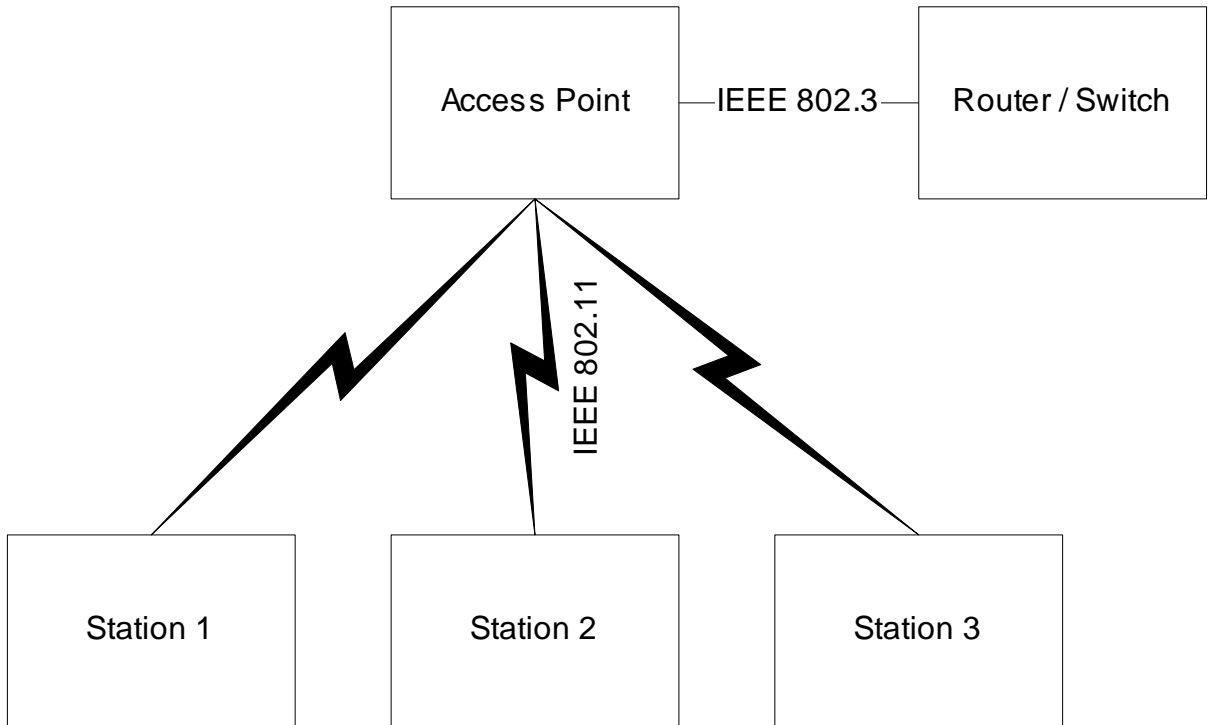 Access Point
IEEE 802.3
Router / Switch
IEEE 802.11
Station 1
Station 2
Station 3